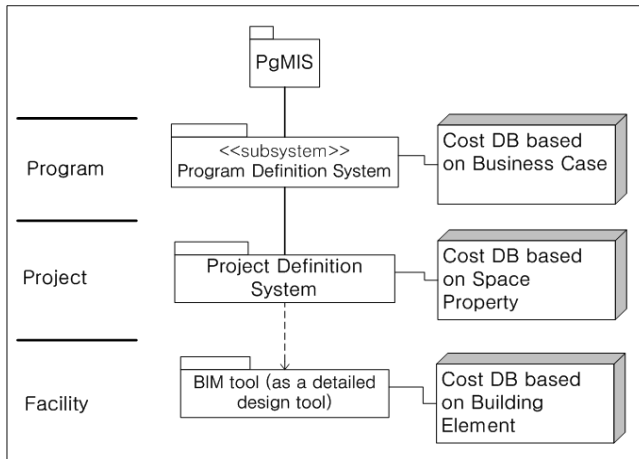 PgMIS
Program
<<subsystem>>
Program Definition System
Cost DB based
on Business Case
Project
Project Definition
System
Cost DB based
on Space
Property
Facility
BIM tool (as a detailed
design tool)
Cost DB based
on Building
Element